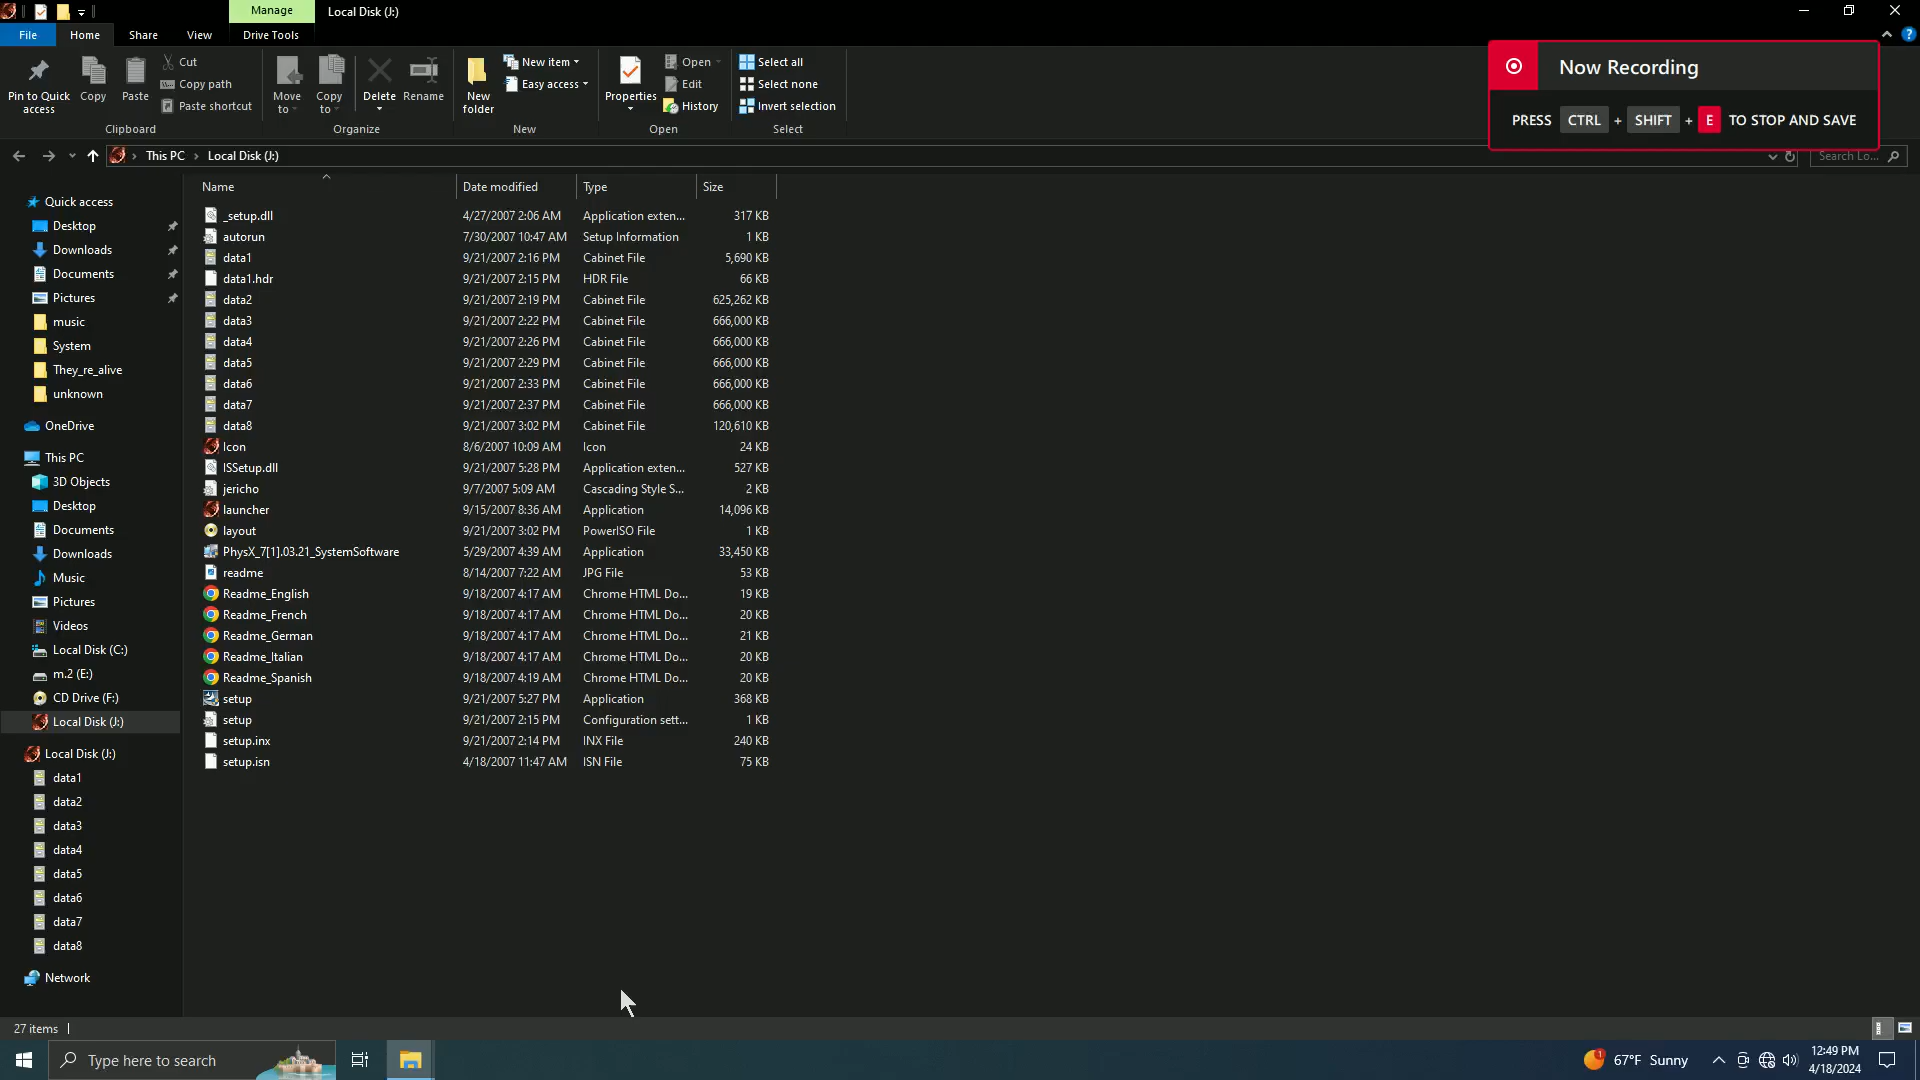 Manage
Local Disk (J:)
File
Home
Share
View
Drive Tools
Pin to Quick access
Copy
Paste
Cut
Copy path
Paste shortcut
Clipboard
Move to
Copy to
Delete
Rename
Organize
New folder
New item
Easy access
New
Properties
Open
Edit
History
Open
Select all
Select none
Invert selection
Select
Now Recording
PRESS CTRL + SHIFT + E TO STOP AND SAVE
This PC > Local Disk (J:)
Search Lo...
Name Date modified Type Size
_setup.dll 4/27/2007 2:06 AM Application exten... 317 KB
autorun 7/30/2007 10:47 AM Setup Information 1 KB
data1 9/21/2007 2:16 PM Cabinet File 5,690 KB
data1.hdr 9/21/2007 2:15 PM HDR File 66 KB
data2 9/21/2007 2:19 PM Cabinet File 625,262 KB
data3 9/21/2007 2:22 PM Cabinet File 666,000 KB
data4 9/21/2007 2:26 PM Cabinet File 666,000 KB
data5 9/21/2007 2:29 PM Cabinet File 666,000 KB
data6 9/21/2007 2:33 PM Cabinet File 666,000 KB
data7 9/21/2007 2:37 PM Cabinet File 666,000 KB
data8 9/21/2007 3:02 PM Cabinet File 120,610 KB
Icon 8/6/2007 10:09 AM Icon 24 KB
ISSetup.dll 9/21/2007 5:28 PM Application exten... 527 KB
jericho 9/7/2007 5:09 AM Cascading Style S... 2 KB
launcher 9/15/2007 8:36 AM Application 14,096 KB
layout 9/21/2007 3:02 PM PowerISO File 1 KB
PhysX_7[1].03.21_SystemSoftware 5/29/2007 4:39 AM Application 33,450 KB
readme 8/14/2007 7:22 AM JPG File 53 KB
Readme_English 9/18/2007 4:17 AM Chrome HTML Do... 19 KB
Readme_French 9/18/2007 4:17 AM Chrome HTML Do... 20 KB
Readme_German 9/18/2007 4:17 AM Chrome HTML Do... 21 KB
Readme_Italian 9/18/2007 4:17 AM Chrome HTML Do... 20 KB
Readme_Spanish 9/18/2007 4:19 AM Chrome HTML Do... 20 KB
setup 9/21/2007 5:27 PM Application 368 KB
setup 9/21/2007 2:15 PM Configuration sett... 1 KB
setup.inx 9/21/2007 2:14 PM INX File 240 KB
setup.isn 4/18/2007 11:47 AM ISN File 75 KB
Quick access
Desktop
Downloads
Documents
Pictures
music
System
They_re_alive
unknown
OneDrive
This PC
3D Objects
Desktop
Documents
Downloads
Music
Pictures
Videos
Local Disk (C:)
m.2 (E:)
CD Drive (F:)
Local Disk (J:)
Local Disk (J:)
data1
data2
data3
data4
data5
data6
data7
data8
Network
27 items
Type here to search
1
67°F Sunny
12:49 PM
4/18/2024